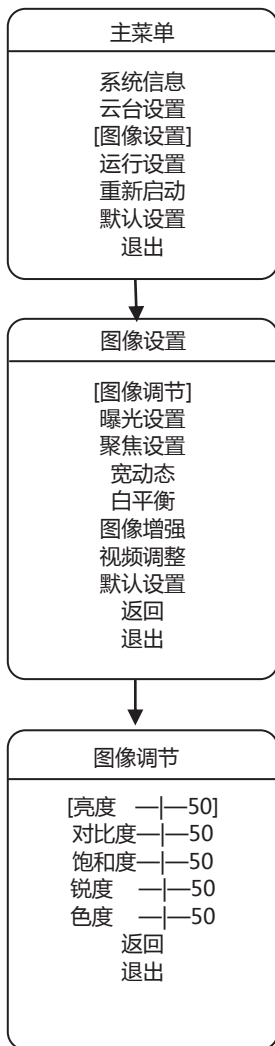 主菜单
系统信息
云台设置
[图像设置]
运行设置
重新启动
默认设置
退出
图像设置
[图像调节]
曝光设置
聚焦设置
宽动态
白平衡
图像增强
视频调整
默认设置
返回
退出
图像调节
[亮度 —|—50]
对比度—|—50
饱和度—|—50
锐度 —|—50
色度 —|—50
返回
退出